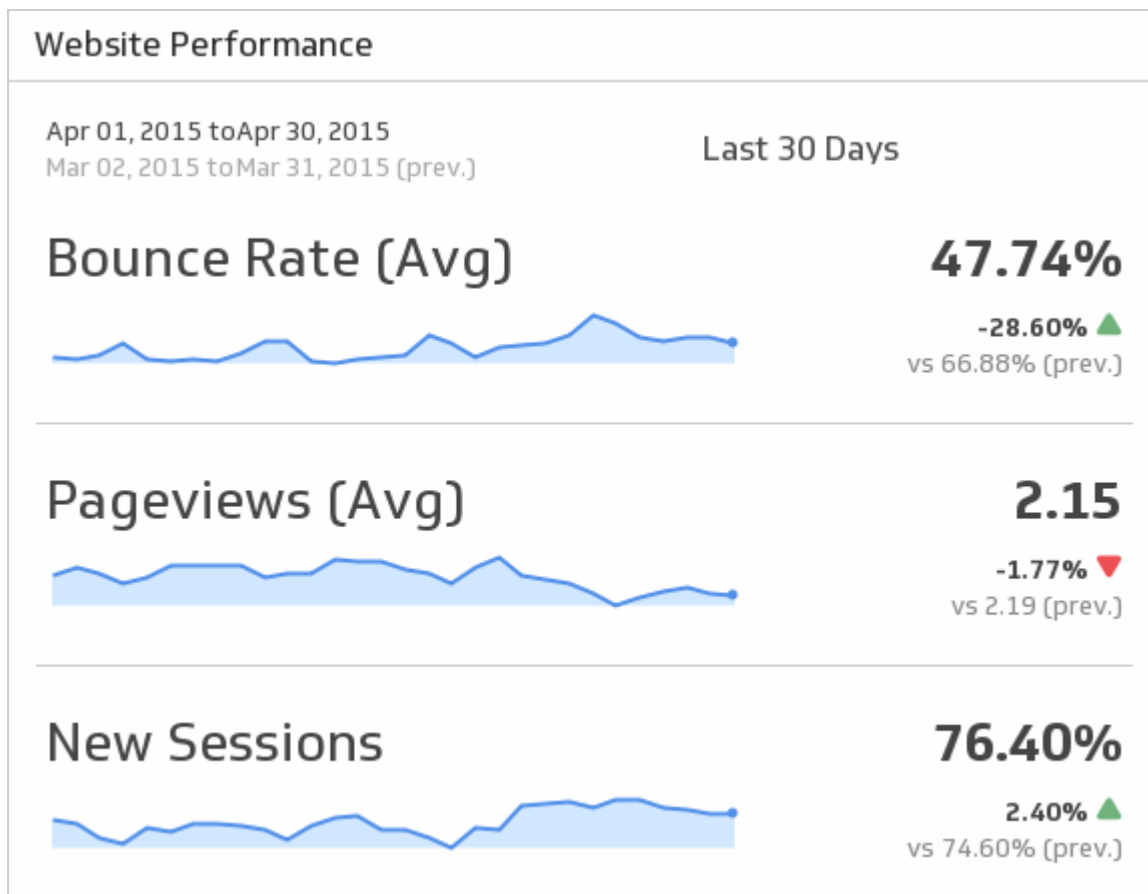 Website Performance
Apr 01, 2015 toApr 30, 2015
Mar 02, 2015 toMar 31, 2015 (prev.)
Last 30 Days
Bounce Rate (Avg)
47.74%
-28.60%
vs 66.88% (prev.)
Pageviews (Avg)
2.15
-1.77%
vs 2.19 (prev.)
New Sessions
76.40%
2.40%
vs 74.60% (prev.)